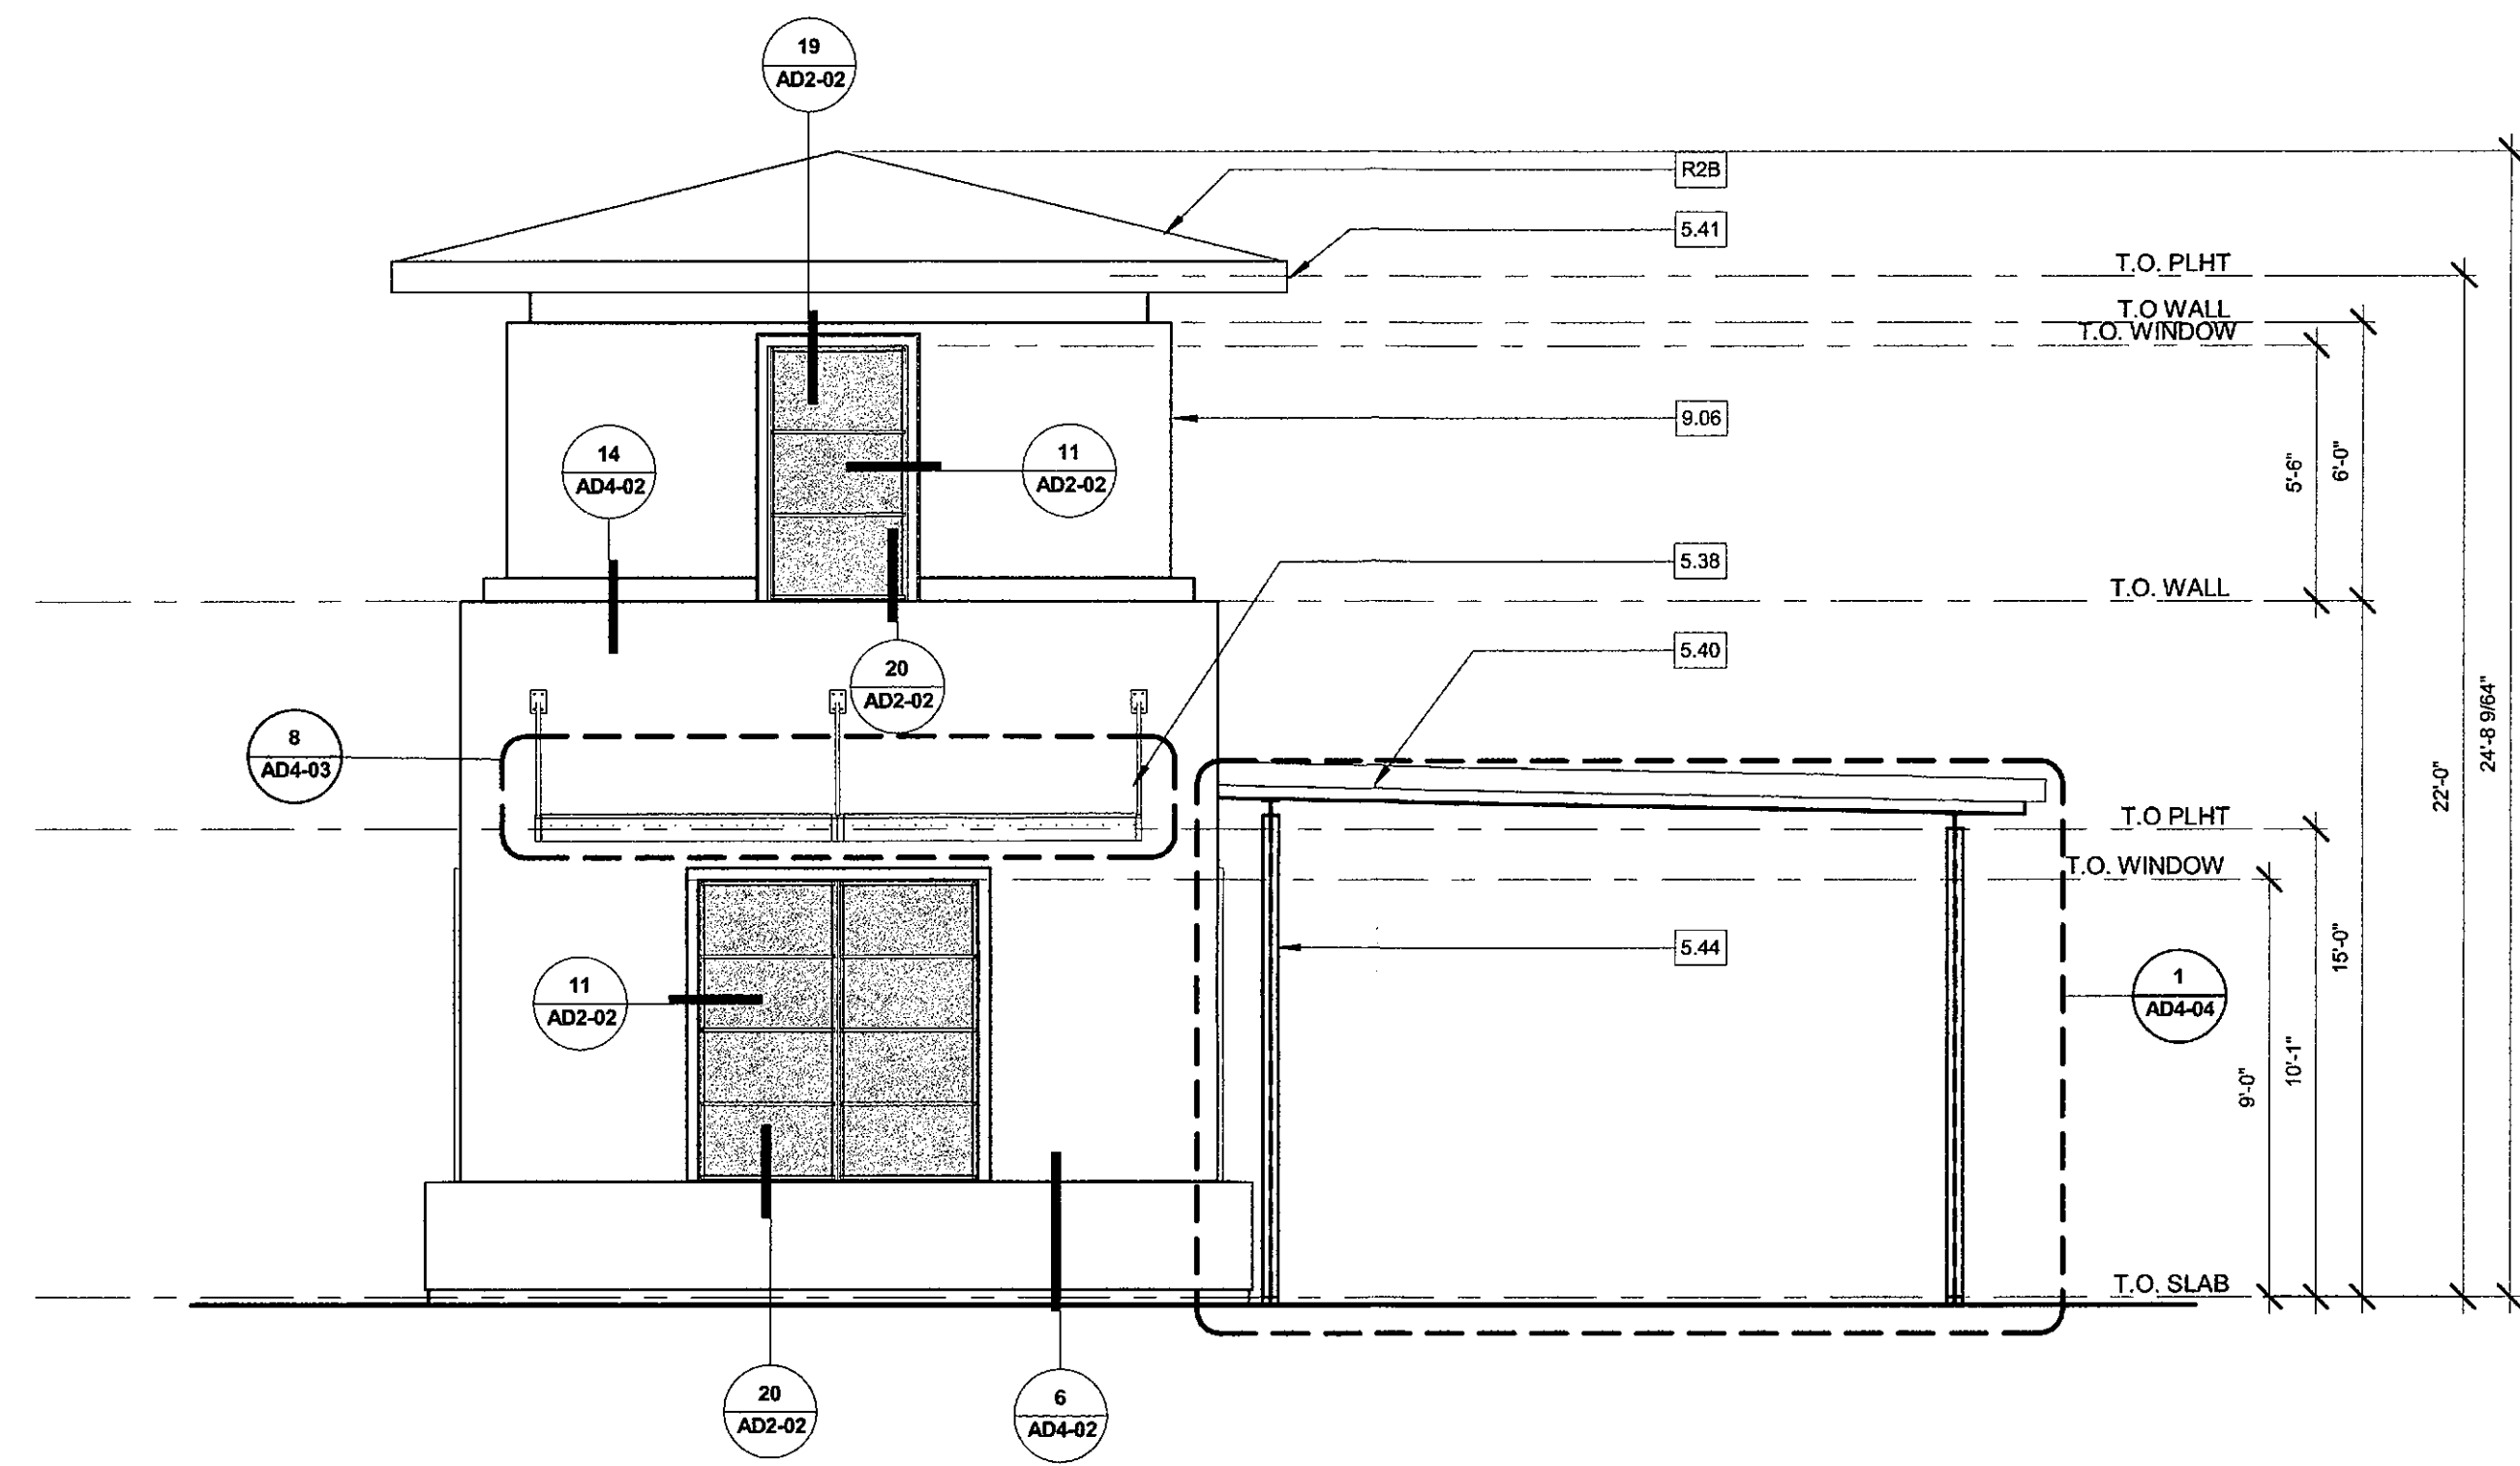 19
AD2-02
R2B
5.41
T.O. PLHT
T.O WALL
T.O. WINDOW
9.06
14
AD4-02
11
AD2-02
5'-6"
6'-0"
5.38
T.O. WALL
5.40
20
AD2-02
8
AD4-03
24'-8 9/64"
22'-0"
T.O PLHT
T.O. WINDOW
5.44
15'-0"
11
AD2-02
1
AD4-04
10'-1"
9'-0"
T.O. SLAB
20
AD2-02
6
AD4-02